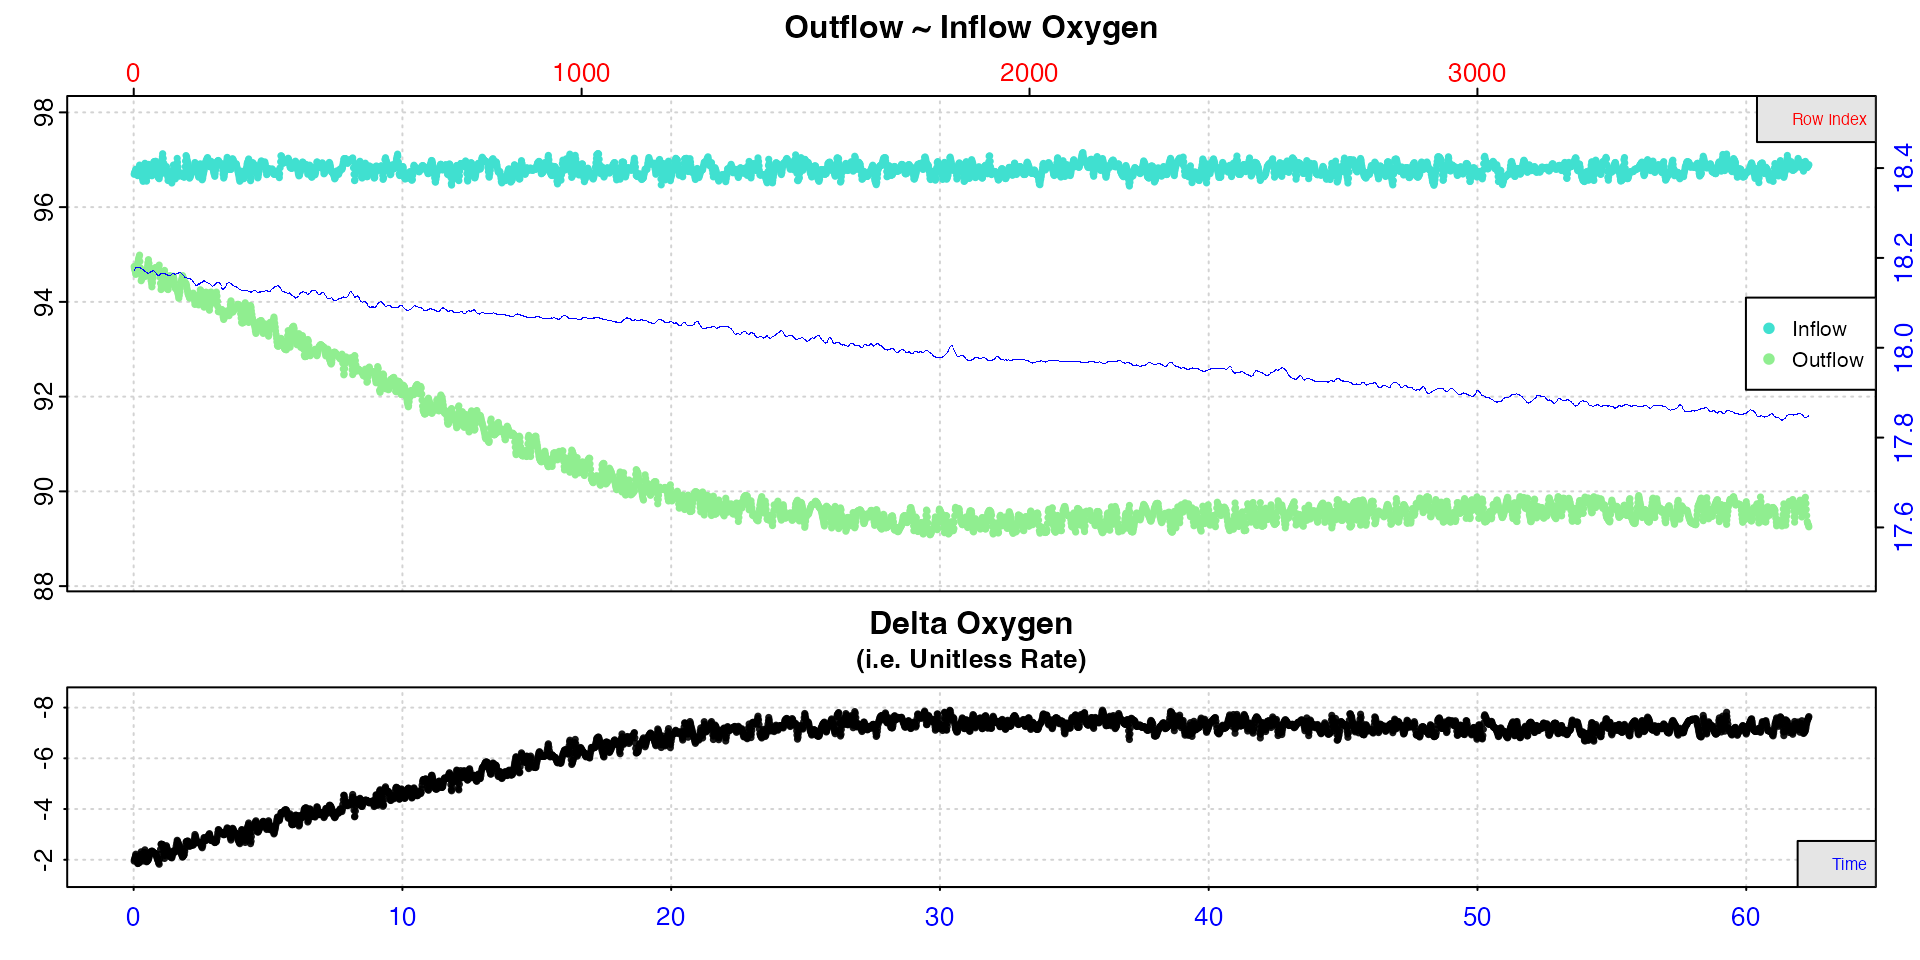 Outflow ~ Inflow Oxygen
0 1000 2000 3000
Row Index
98
96
94
92
90
88
18.4
18.2
18.0
17.8
17.6
Inflow
Outflow
Delta Oxygen
(i.e. Unitless Rate)
-8
-6
-4
-2
Time
0 10 20 30 40 50 60